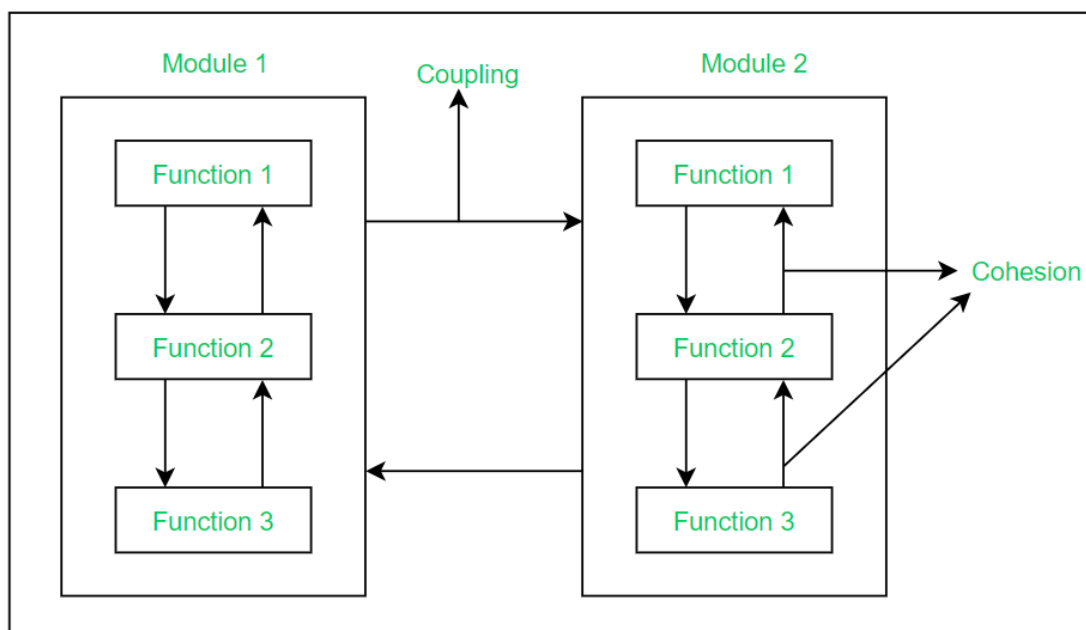 Module 1
Coupling
Module 2
Function 1
Function 1
Cohesion
Function 2
Function 2
Function 3
Function 3